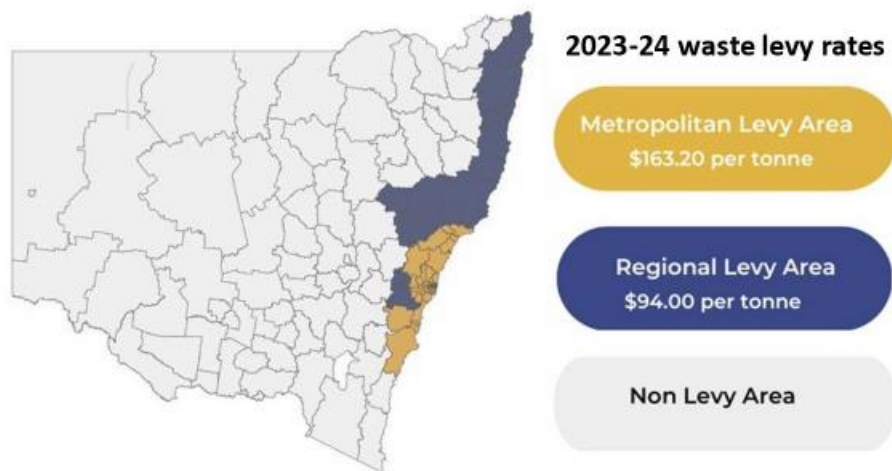 2023-24 waste levy rates
Metropolitan Levy Area
$163.20 per tonne
Regional Levy Area
$94.00 per tonne
Non Levy Area